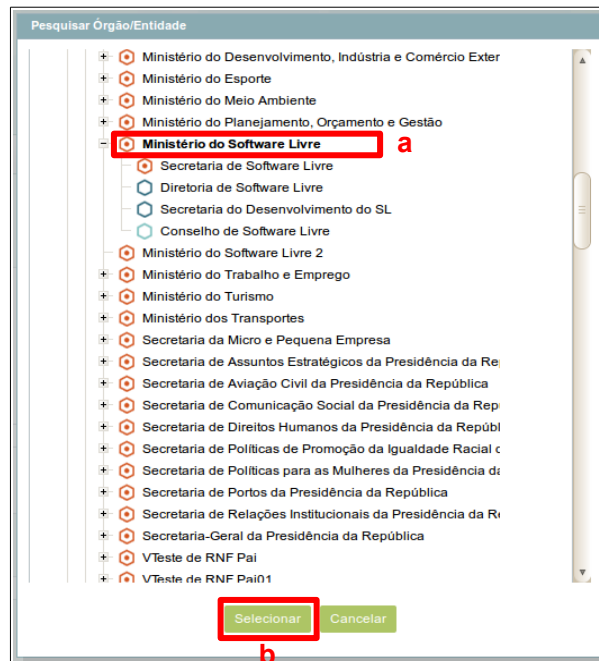 Pesquisar Órgão/Entidade
Ministério do Desenvolvimento, Indústria e Comércio Exter
Ministério do Esporte
Ministério do Meio Ambiente
Ministério do Planejamento, Orçamento e Gestão
Ministério do Software Livre a
Secretaria de Software Livre
Diretoria de Software Livre
Secretaria do Desenvolvimento do SL
Conselho de Software Livre
Ministério do Software Livre 2
Ministério do Trabalho e Emprego
Ministério do Turismo
Ministério dos Transportes
Secretaria da Micro e Pequena Empresa
Secretaria de Assuntos Estratégicos da Presidência da Re
Secretaria de Aviação Civil da Presidência da República
Secretaria de Comunicação Social da Presidência da Rep
Secretaria de Direitos Humanos da Presidência da Repúbl
Secretaria de Políticas de Promoção da Igualdade Racial c
Secretaria de Políticas para as Mulheres da Presidência da
Secretaria de Portos da Presidência da República
Secretaria de Relações Institucionais da Presidência da R
Secretaria-Geral da Presidência da República
VTeste de RNF Pai
VTeste de RNF Pai01
Selecionar Cancelar
b